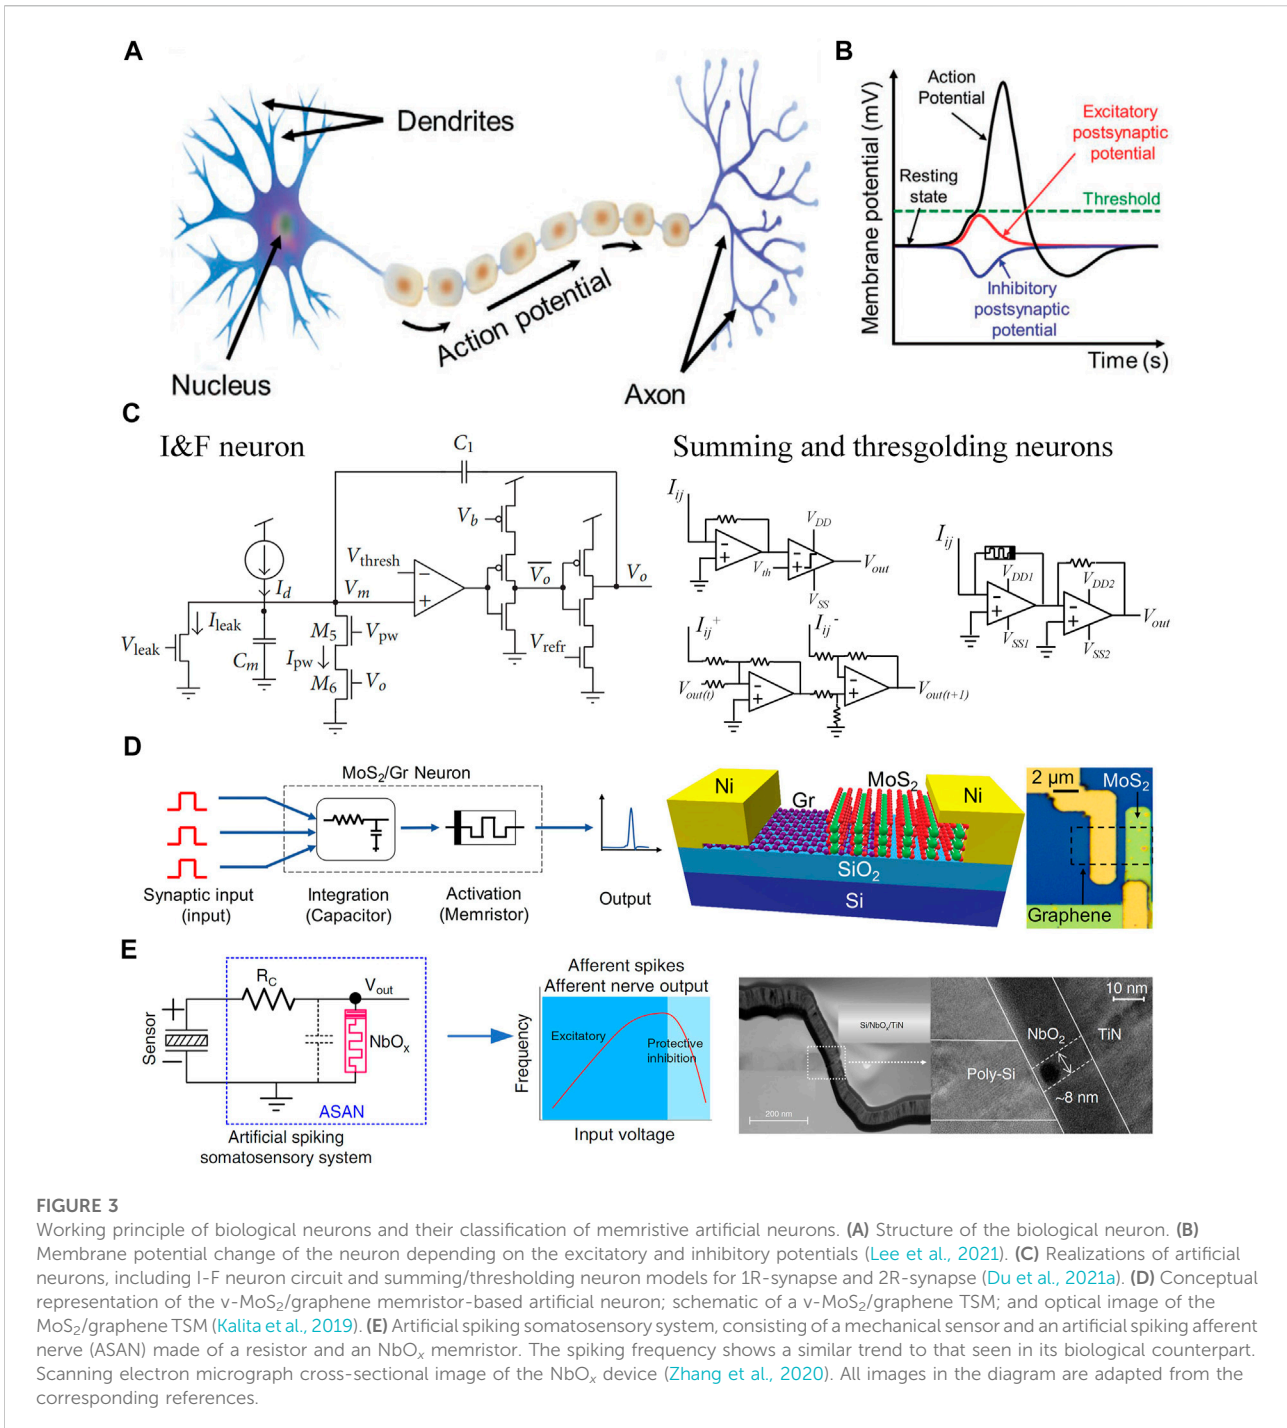 A
Dendrites
Action potential
Nucleus
Axon
B
Membrane potential (mV)
Action
Potential
Excitatory
postsynaptic
potential
Resting
state
Threshold
Inhibitory
postsynaptic
potential
Time (s)
C
I&F neuron
C1
Vb
Vthresh
Vo
Vo
Id
Vm
Ileak
M5
Vpw
Vleak
Cm
Ipw
M6
Vo
Vrefr
Summing and thresgolding neurons
Iij
VDD
Vth
Vout
VSS
Iij
VDD1
VDD2
Vout
VSS1
VSS2
Iij+
Iij-
Vout(t)
Vout(t+1)
D
MoS2/Gr Neuron
Synaptic input
(input)
Integration
(Capacitor)
Activation
(Memristor)
Output
Ni
Gr
MoS2
Ni
SiO2
Si
2 μm
MoS2
Graphene
E
Sensor
RC
Vout
NbOx
ASAN
Artificial spiking
somatosensory system
Afferent spikes
Afferent nerve output
Frequency
Excitatory
Protective
inhibition
Input voltage
Si/NbOx/TiN
200 nm
10 nm
NbO2
TiN
Poly-Si
~8 nm
FIGURE 3
Working principle of biological neurons and their classification of memristive artificial neurons. (A) Structure of the biological neuron. (B)
Membrane potential change of the neuron depending on the excitatory and inhibitory potentials (Lee et al., 2021). (C) Realizations of artificial
neurons, including I-F neuron circuit and summing/thresholding neuron models for 1R-synapse and 2R-synapse (Du et al., 2021a). (D) Conceptual
representation of the v-MoS2/graphene memristor-based artificial neuron; schematic of a v-MoS2/graphene TSM; and optical image of the
MoS2/graphene TSM (Kalita et al., 2019). (E) Artificial spiking somatosensory system, consisting of a mechanical sensor and an artificial spiking afferent
nerve (ASAN) made of a resistor and an NbOx memristor. The spiking frequency shows a similar trend to that seen in its biological counterpart.
Scanning electron micrograph cross-sectional image of the NbOx device (Zhang et al., 2020). All images in the diagram are adapted from the
corresponding references.